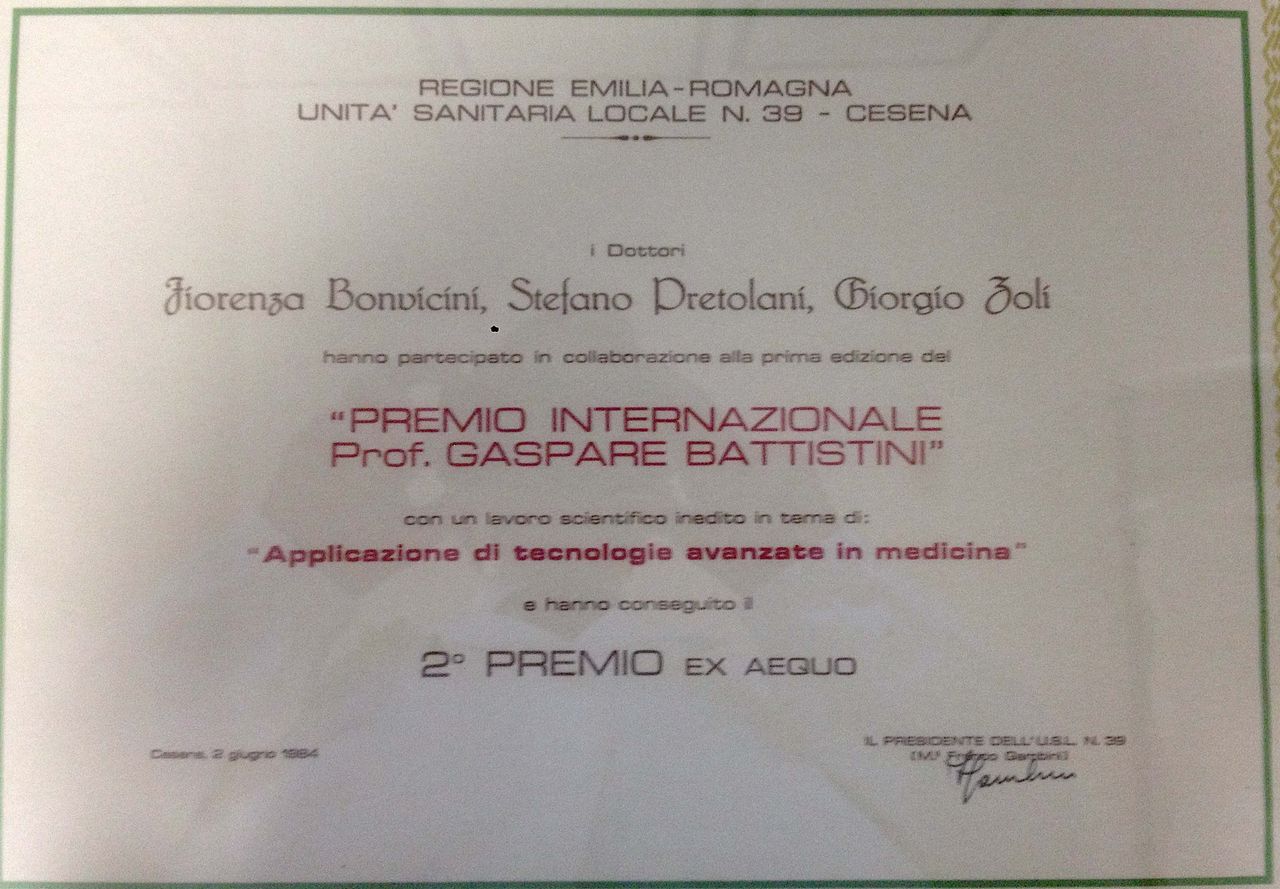 REGIONE EMILIA-ROMAGNA
UNITA' SANITARIA LOCALE N. 39 - CESENA
i Dottori
Fiorenza Bonvicini, Stefano Pretolani, Giorgio Zoli
hanno partecipato in collaborazione alla prima edizione del
“PREMIO INTERNAZIONALE
Prof. GASPARE BATTISTINI”
con un lavoro scientifico inedito in tema di:
“Applicazione di tecnologie avanzate in medicina”
e hanno conseguito il
2° PREMIO EX AEQUO
Cesena, 2 giugno 1984
IL PRESIDENTE DELL'U.S.L. N. 39
Franco